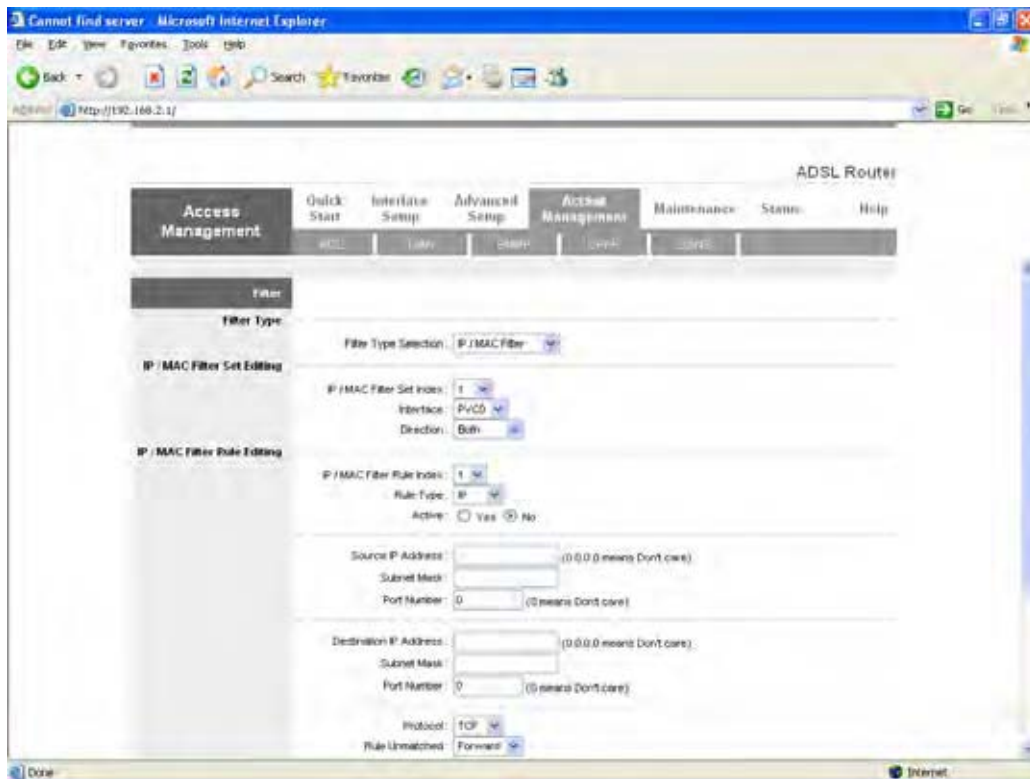 Cannot find server - Microsoft Internet Explorer
File Edit View Favorites Tools Help
Back Search Favorites
Address http://192.168.2.1/ Go Links
ADSL Router
Access Management
Quick Start
Interface Setup
Advanced Setup
Access Management
Maintenance
Status
Help
Filter
Filter Type
Filter Type Selection : IP / MAC Filter
IP / MAC Filter Set Editing
IP / MAC Filter Set Index : 1
Interface : PVC0
Direction : Both
IP / MAC Filter Rule Editing
IP / MAC Filter Rule Index : 1
Rule Type : IP
Active : Yes No
Source IP Address : (0.0.0.0 means Don't care)
Subnet Mask :
Port Number : 0 (0 means Don't care)
Destination IP Address : (0.0.0.0 means Don't care)
Subnet Mask :
Port Number : 0 (0 means Don't care)
Protocol : TCP
Rule Unmatched : Forward
Done Internet